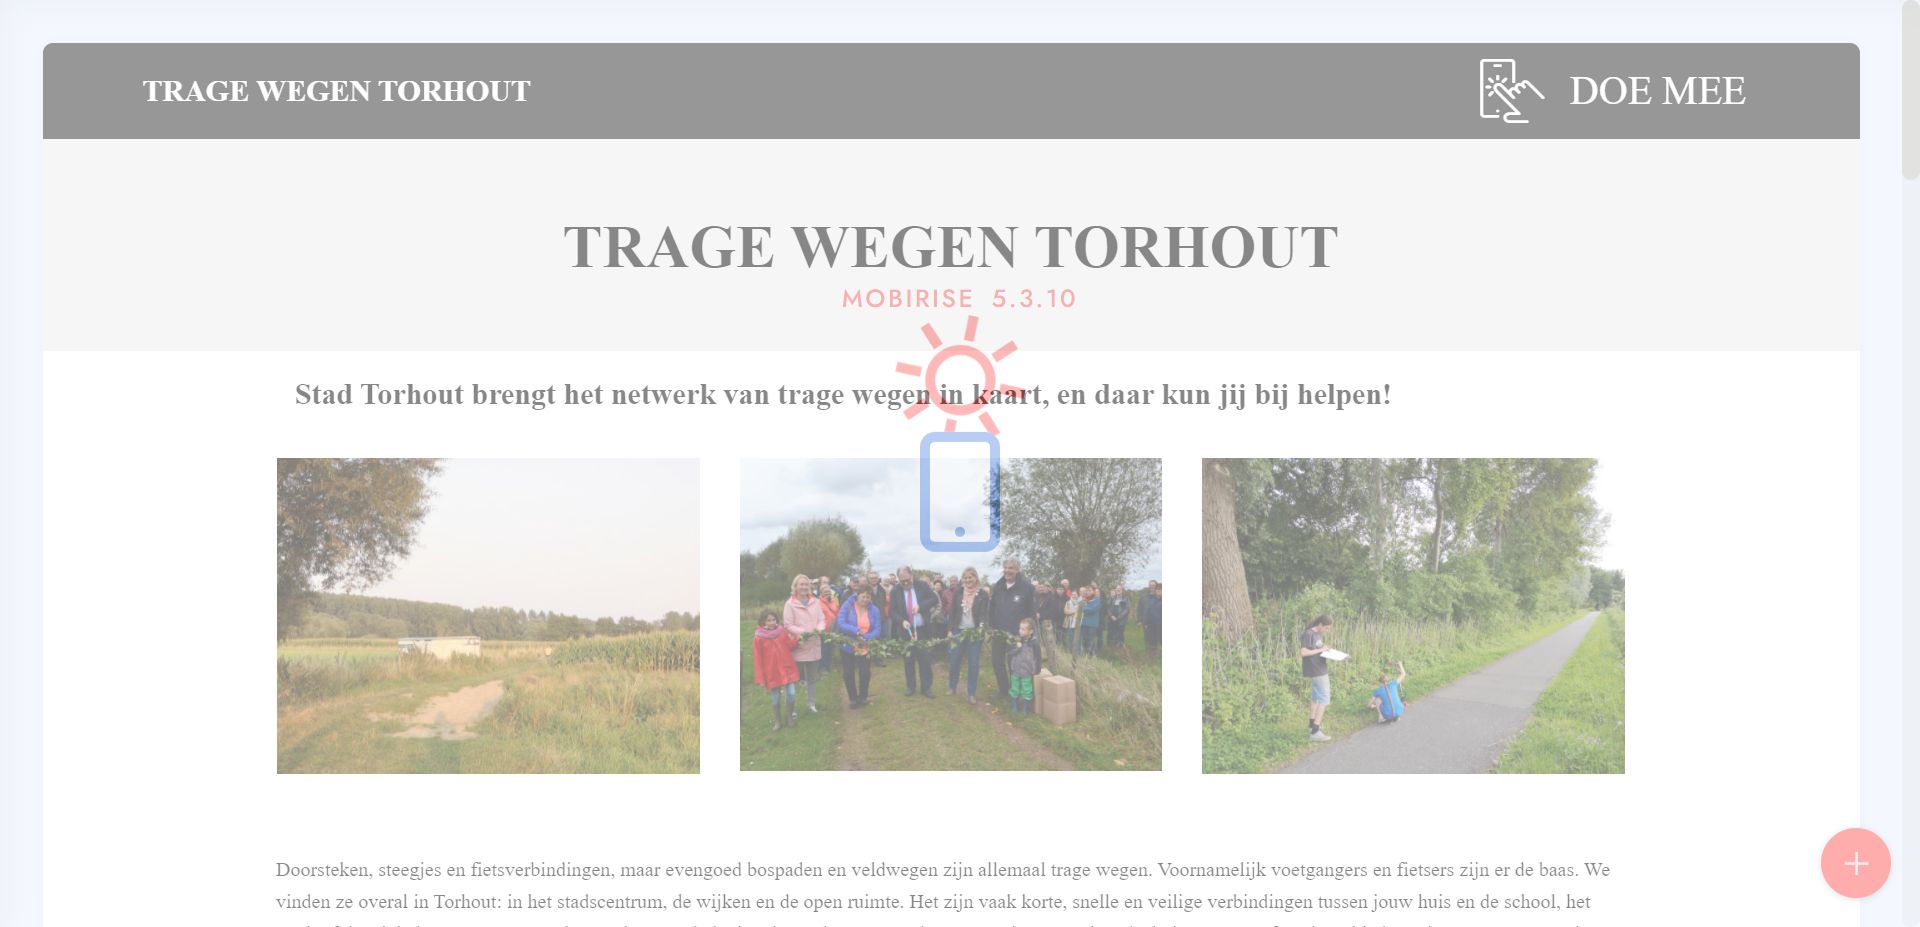 TRAGE WEGEN TORHOUT
DOE MEE
TRAGE WEGEN TORHOUT
MOBIRISE 5.3.10
Stad Torhout brengt het netwerk van trage wegen in kaart, en daar kun jij bij helpen!
Doorsteken, steegjes en fietsverbindingen, maar evengoed bospaden en veldwegen zijn allemaal trage wegen. Voornamelijk voetgangers en fietsers zijn er de baas. We
vinden ze overal in Torhout: in het stadscentrum, de wijken en de open ruimte. Het zijn vaak korte, snelle en veilige verbindingen tussen jouw huis en de school, het